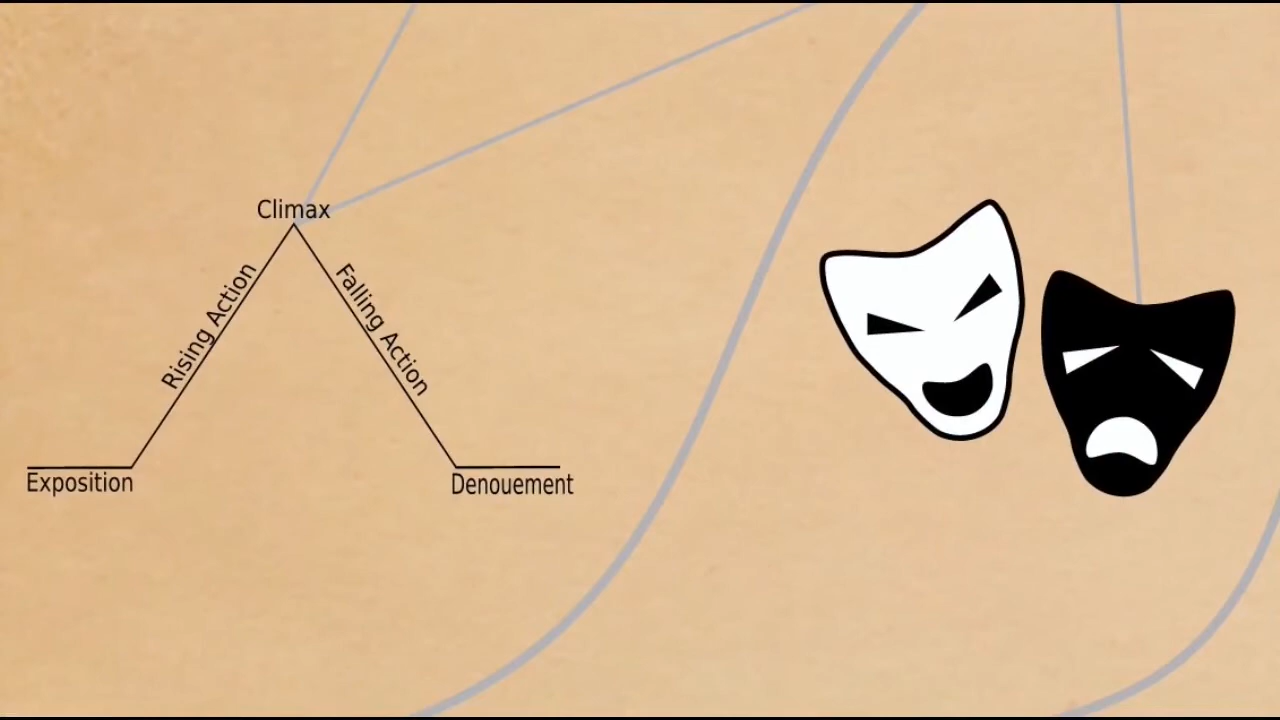 Climax
Rising Action
Falling Action
Exposition
Denouement